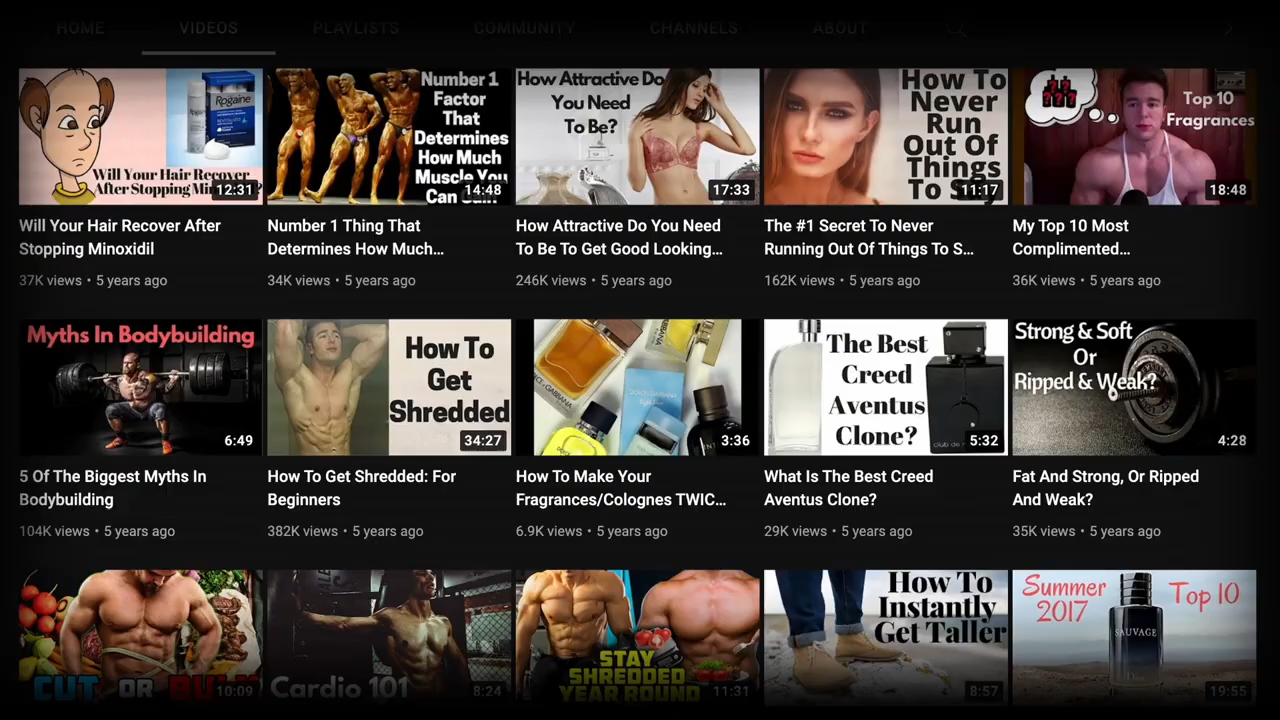 HOME VIDEOS PLAYLISTS COMMUNITY CHANNELS ABOUT
Rogaine
Will Your Hair Recover
After Stopping
12:31
Number 1
Factor
That
Determines
How Much
Muscle You
Can Gain?
14:48
How Attractive Do
You Need
To Be?
17:33
How To
Never
Run
Out Of
Things
To Say
11:17
???
Top 10
Fragrances
18:48
Will Your Hair Recover After
Stopping Minoxidil
37K views • 5 years ago
Number 1 Thing That
Determines How Much...
34K views • 5 years ago
How Attractive Do You Need
To Be To Get Good Looking...
246K views • 5 years ago
The #1 Secret To Never
Running Out Of Things To S...
162K views • 5 years ago
My Top 10 Most
Complimented...
36K views • 5 years ago
Myths In Bodybuilding
6:49
How To
Get
Shredded
34:27
3:36
The Best
Creed
Aventus
Clone?
5:32
Strong & Soft
Or
Ripped & Weak?
4:28
5 Of The Biggest Myths In
Bodybuilding
104K views • 5 years ago
How To Get Shredded: For
Beginners
382K views • 5 years ago
How To Make Your
Fragrances/Colognes TWIC...
6.9K views • 5 years ago
What Is The Best Creed
Aventus Clone?
29K views • 5 years ago
Fat And Strong, Or Ripped
And Weak?
35K views • 5 years ago
CUT OR BULK
10:09
Cardio 101
8:24
STAY
SHREDDED
YEAR ROUND
11:31
How To
Instantly
Get Taller
8:57
Summer
2017
Top 10
SAUVAGE
Dior
19:55